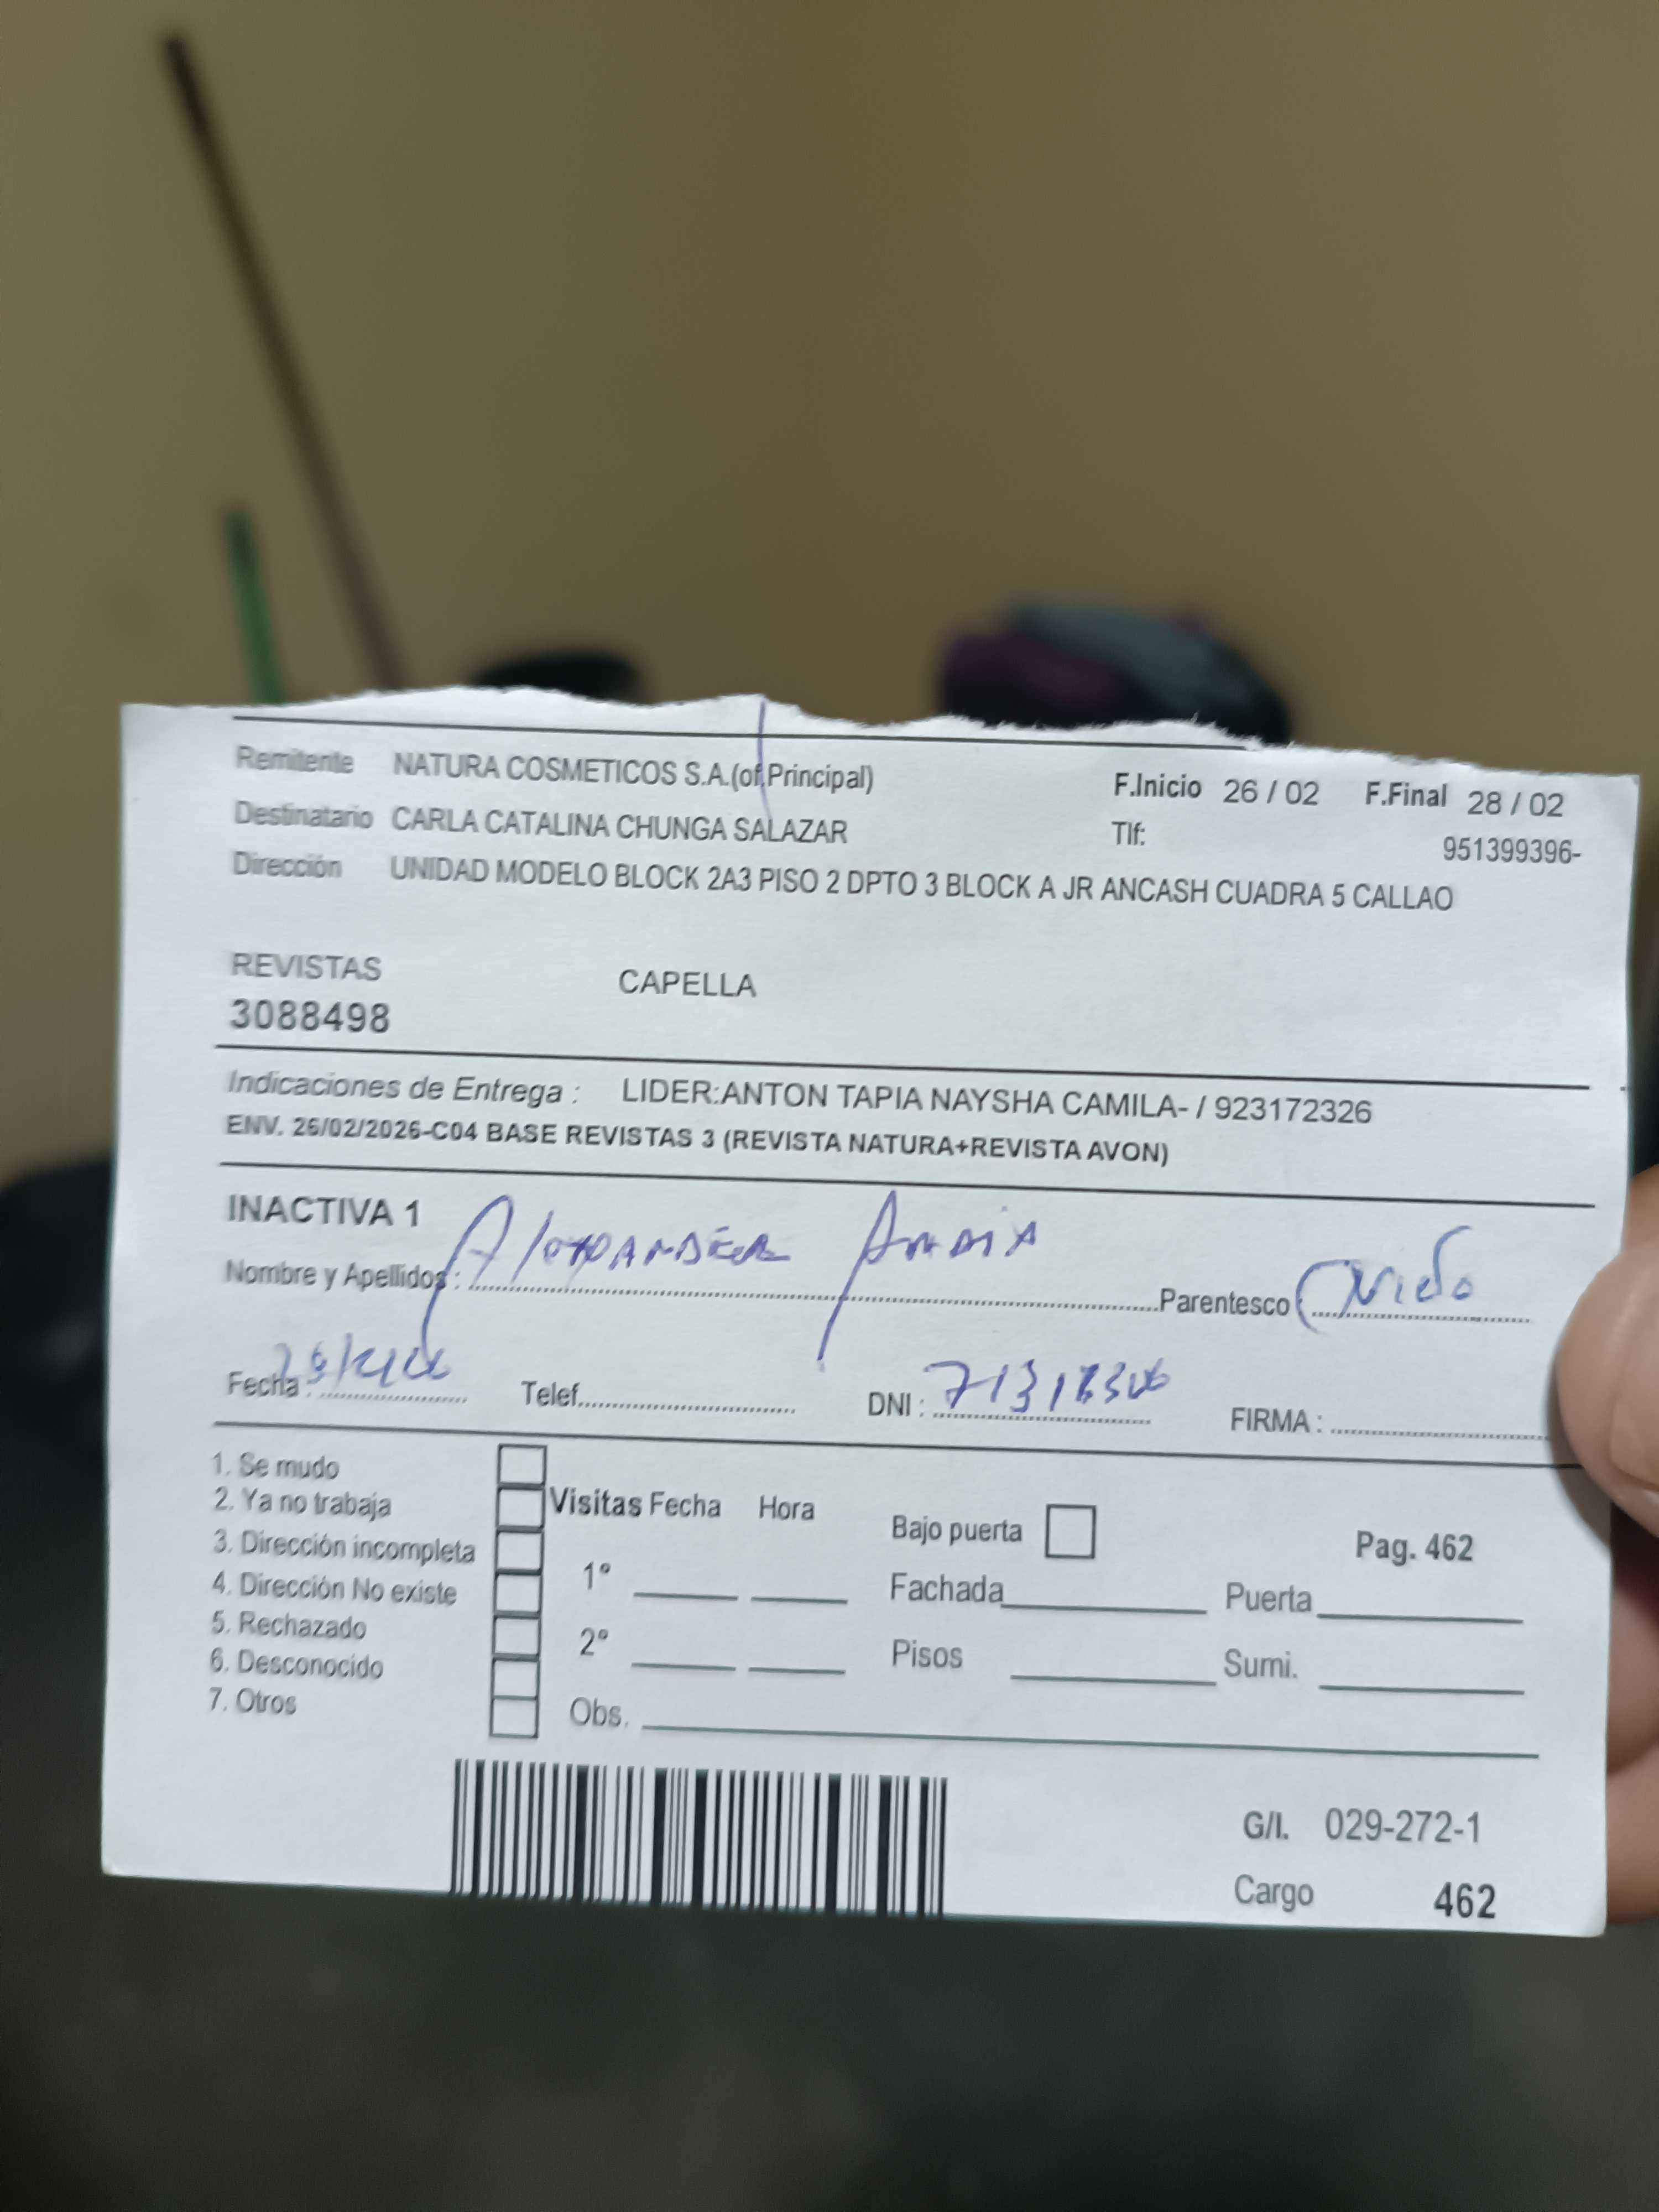 Remitente NATURA COSMETICOS S.A.(of.Principal) F.Inicio 26 / 02 F.Final 28 / 02
Destinatario CARLA CATALINA CHUNGA SALAZAR Tlf: 951399396-
Dirección UNIDAD MODELO BLOCK 2A3 PISO 2 DPTO 3 BLOCK A JR ANCASH CUADRA 5 CALLAO
REVISTAS CAPELLA
3088498
Indicaciones de Entrega : LIDER:ANTON TAPIA NAYSHA CAMILA- / 923172326
ENV. 26/02/2026-C04 BASE REVISTAS 3 (REVISTA NATURA+REVISTA AVON)
INACTIVA 1
Nombre y Apellidos : Parentesco :
Fecha : Telef. DNI : FIRMA :
1. Se mudo
2. Ya no trabaja Visitas Fecha Hora Bajo puerta Pag. 462
3. Dirección incompleta
4. Dirección No existe 1º Fachada Puerta
5. Rechazado
6. Desconocido 2º Pisos Sumi.
7. Otros Obs.
G/I. 029-272-1
Cargo 462